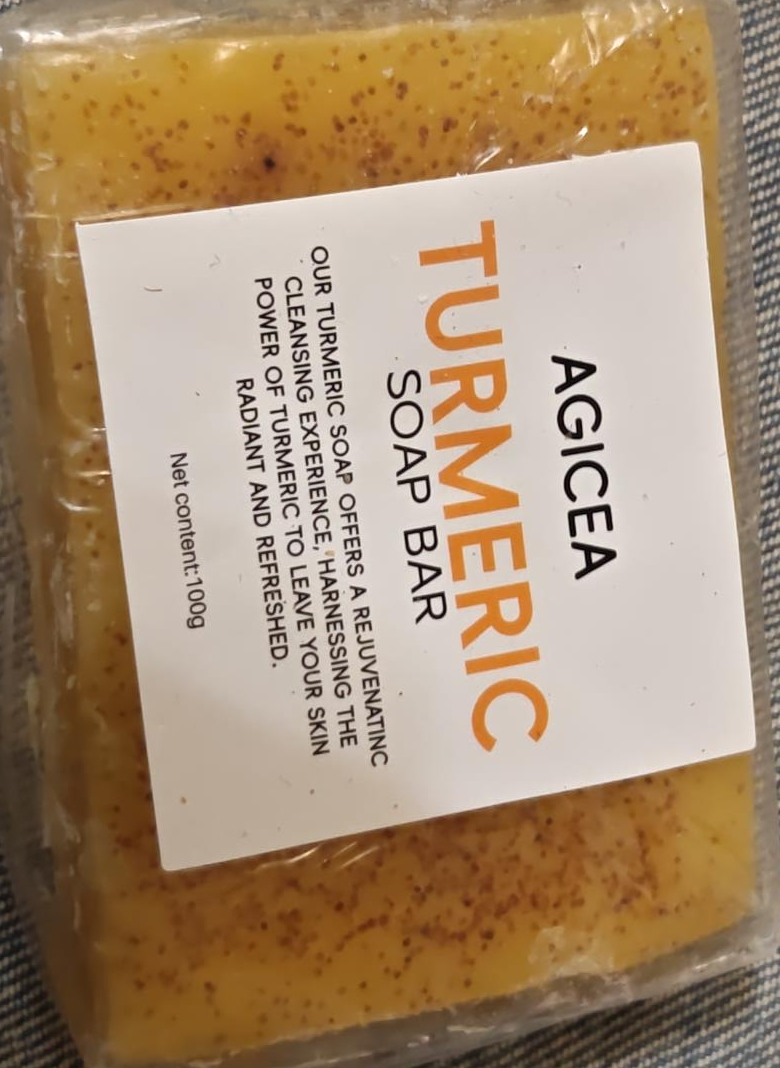 AGICEA
TURMERIC
SOAP BAR
OUR TURMERIC SOAP OFFERS A REJUVENATING
CLEANSING EXPERIENCE, HARNESSING THE
POWER OF TURMERIC TO LEAVE YOUR SKIN
RADIANT AND REFRESHED.
Net content:100g